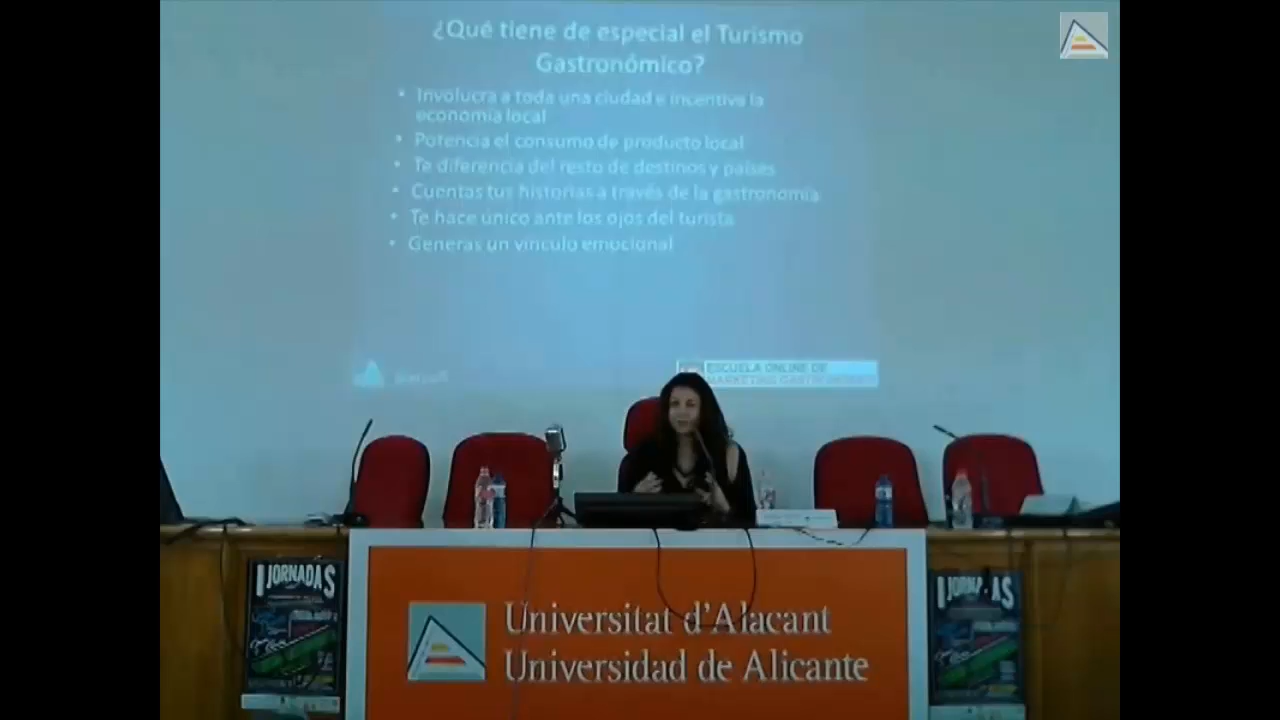 ¿Qué tiene de especial el Turismo
Gastronómico?
• Involucra a toda una ciudad e incentiva la
economía local
• Potencia el consumo de producto local
• Te diferencia del resto de destinos y países
• Cuentas tus historias a través de la gastronomía
• Te hace único ante los ojos del turista
• Generas un vínculo emocional
ESCUELA ONLINE DE
MARKETING GASTRONÓMICO
I JORNADAS
I JORNADAS
Universitat d'Alacant
Universidad de Alicante